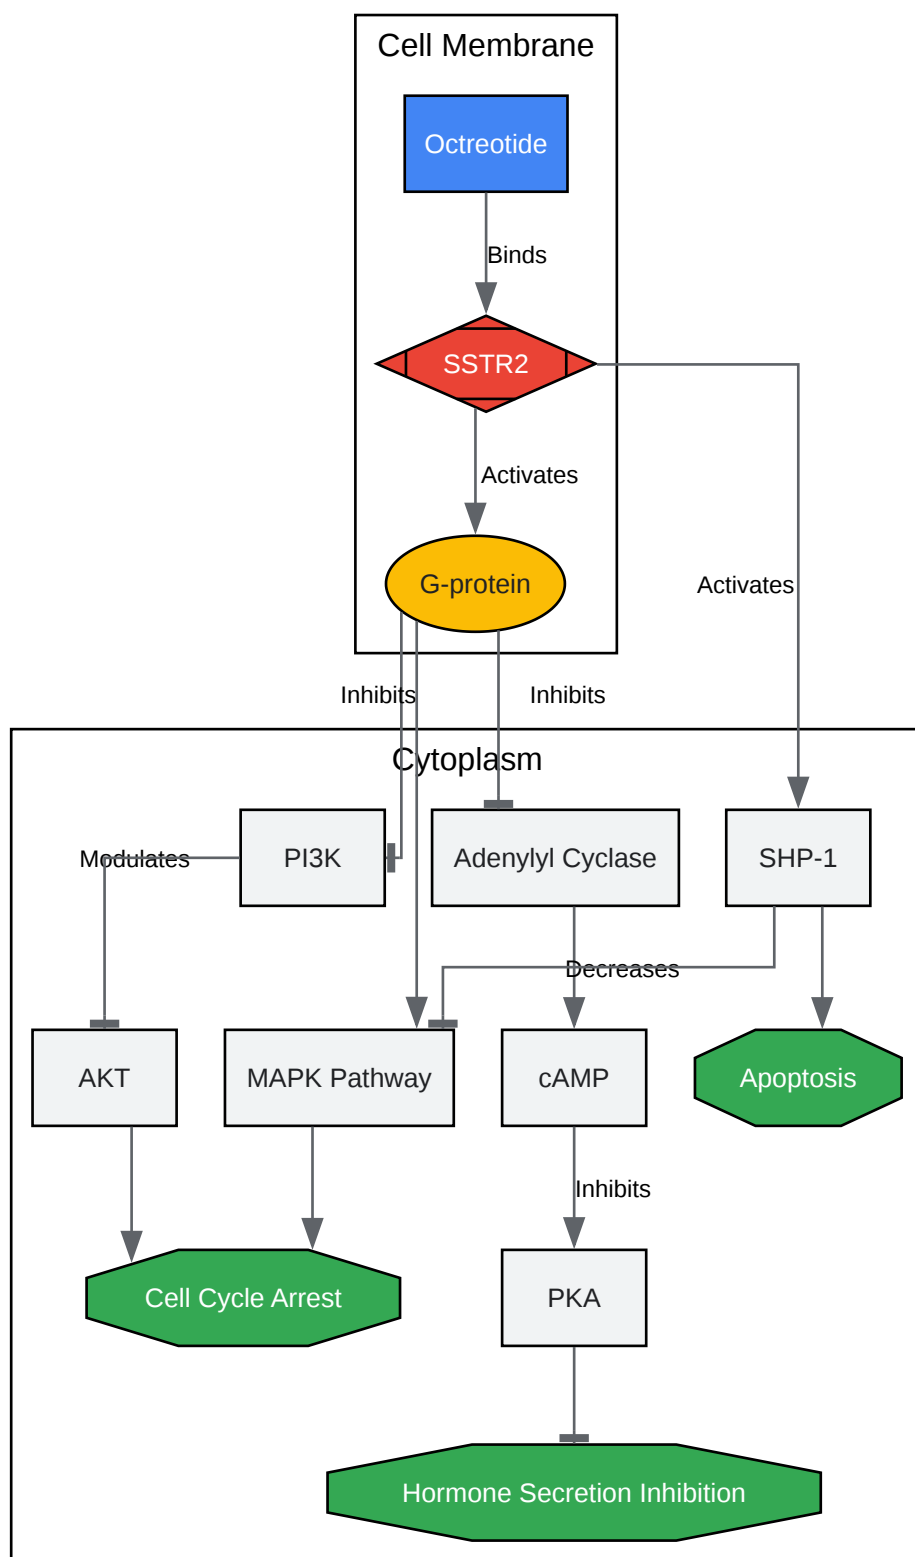 Cell Membrane
Octreotide
Binds
SSTR2
Activates
G-protein
Activates
Inhibits
Inhibits
Cytoplasm
Modulates
PI3K
Adenylyl Cyclase
SHP-1
Decreases
AKT
MAPK Pathway
cAMP
Apoptosis
Inhibits
Cell Cycle Arrest
PKA
Hormone Secretion Inhibition